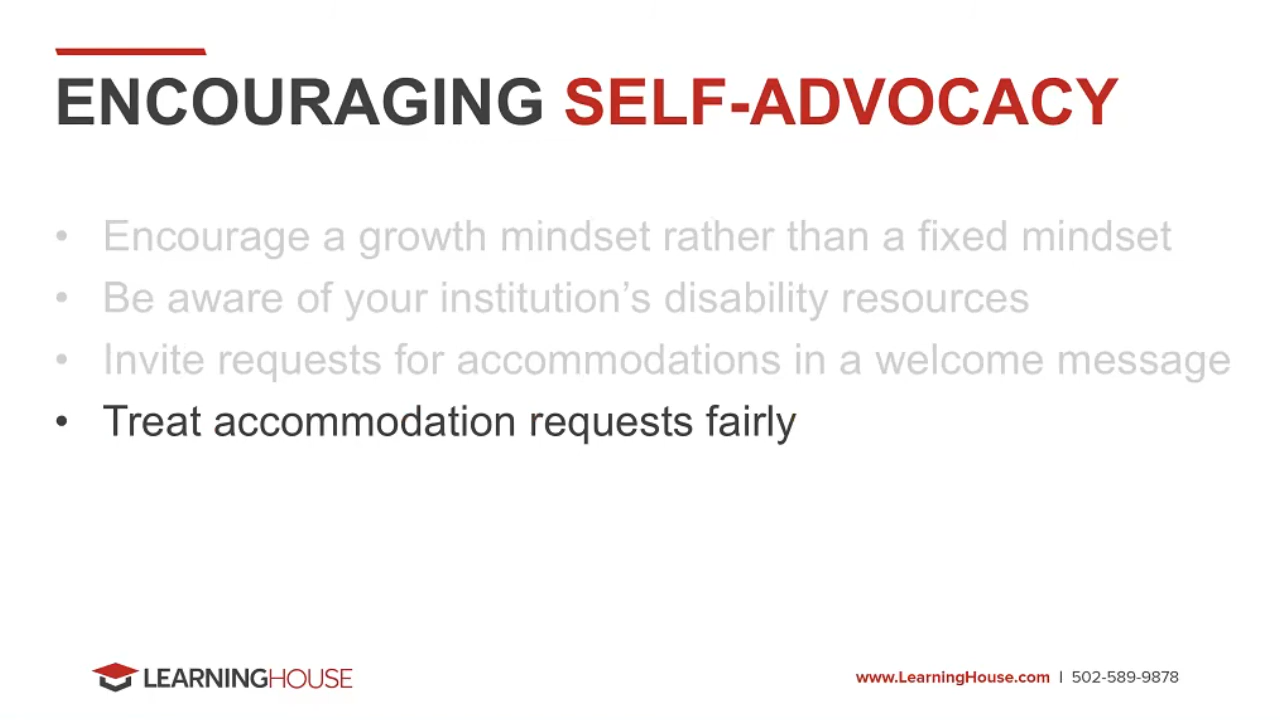 ENCOURAGING SELF-ADVOCACY
• Encourage a growth mindset rather than a fixed mindset
• Be aware of your institution’s disability resources
• Invite requests for accommodations in a welcome message
• Treat accommodation requests fairly
LEARNINGHOUSE
www.LearningHouse.com | 502-589-9878